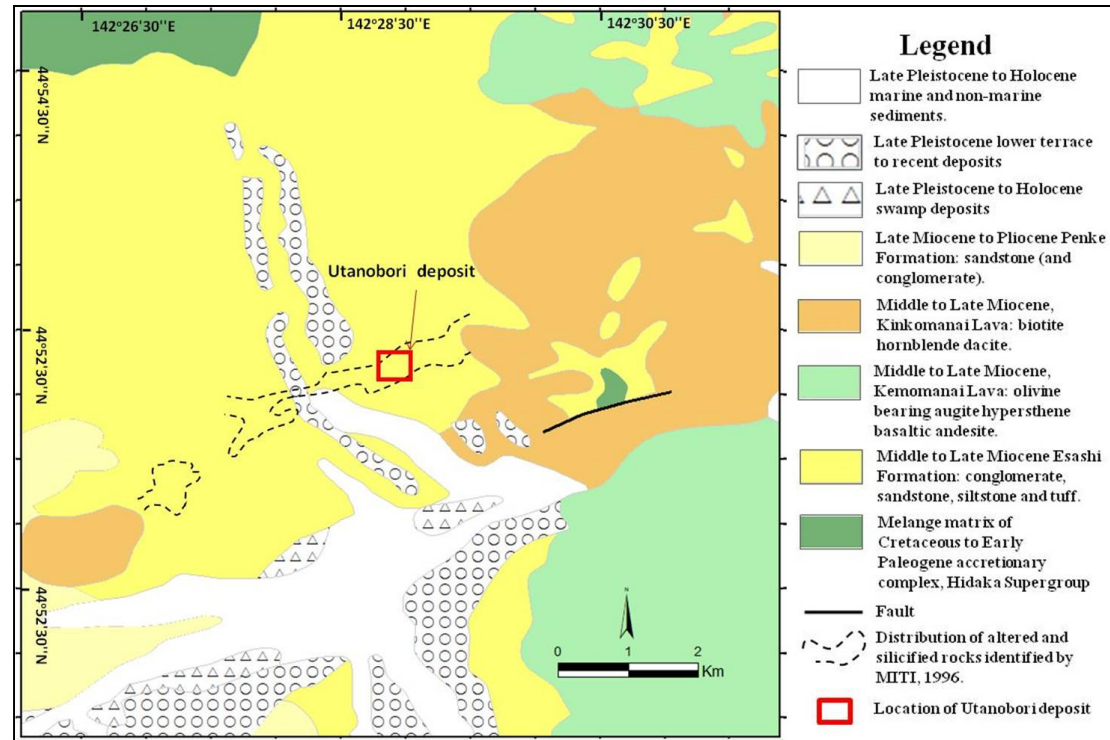 142°26'30"E
142°28'30"E
142°30'30"E
44°54'30"N
44°52'30"N
44°52'30"N
Utanobori deposit
N
0 1 2
Km
Legend
Late Pleistocene to Holocene
marine and non-marine
sediments.
Late Pleistocene lower terrace
to recent deposits
Late Pleistocene to Holocene
swamp deposits
Late Miocene to Pliocene Penke
Formation: sandstone (and
conglomerate).
Middle to Late Miocene,
Kinkomanai Lava: biotite
hornblende dacite.
Middle to Late Miocene,
Kemomanai Lava: olivine
bearing augite hypersthene
basaltic andesite.
Middle to Late Miocene Esashi
Formation: conglomerate,
sandstone, siltstone and tuff.
Melange matrix of
Cretaceous to Early
Paleogene accretionary
complex, Hidaka Supergroup
Fault
Distribution of altered and
silicified rocks identified by
MITI, 1996.
Location of Utanobori deposit